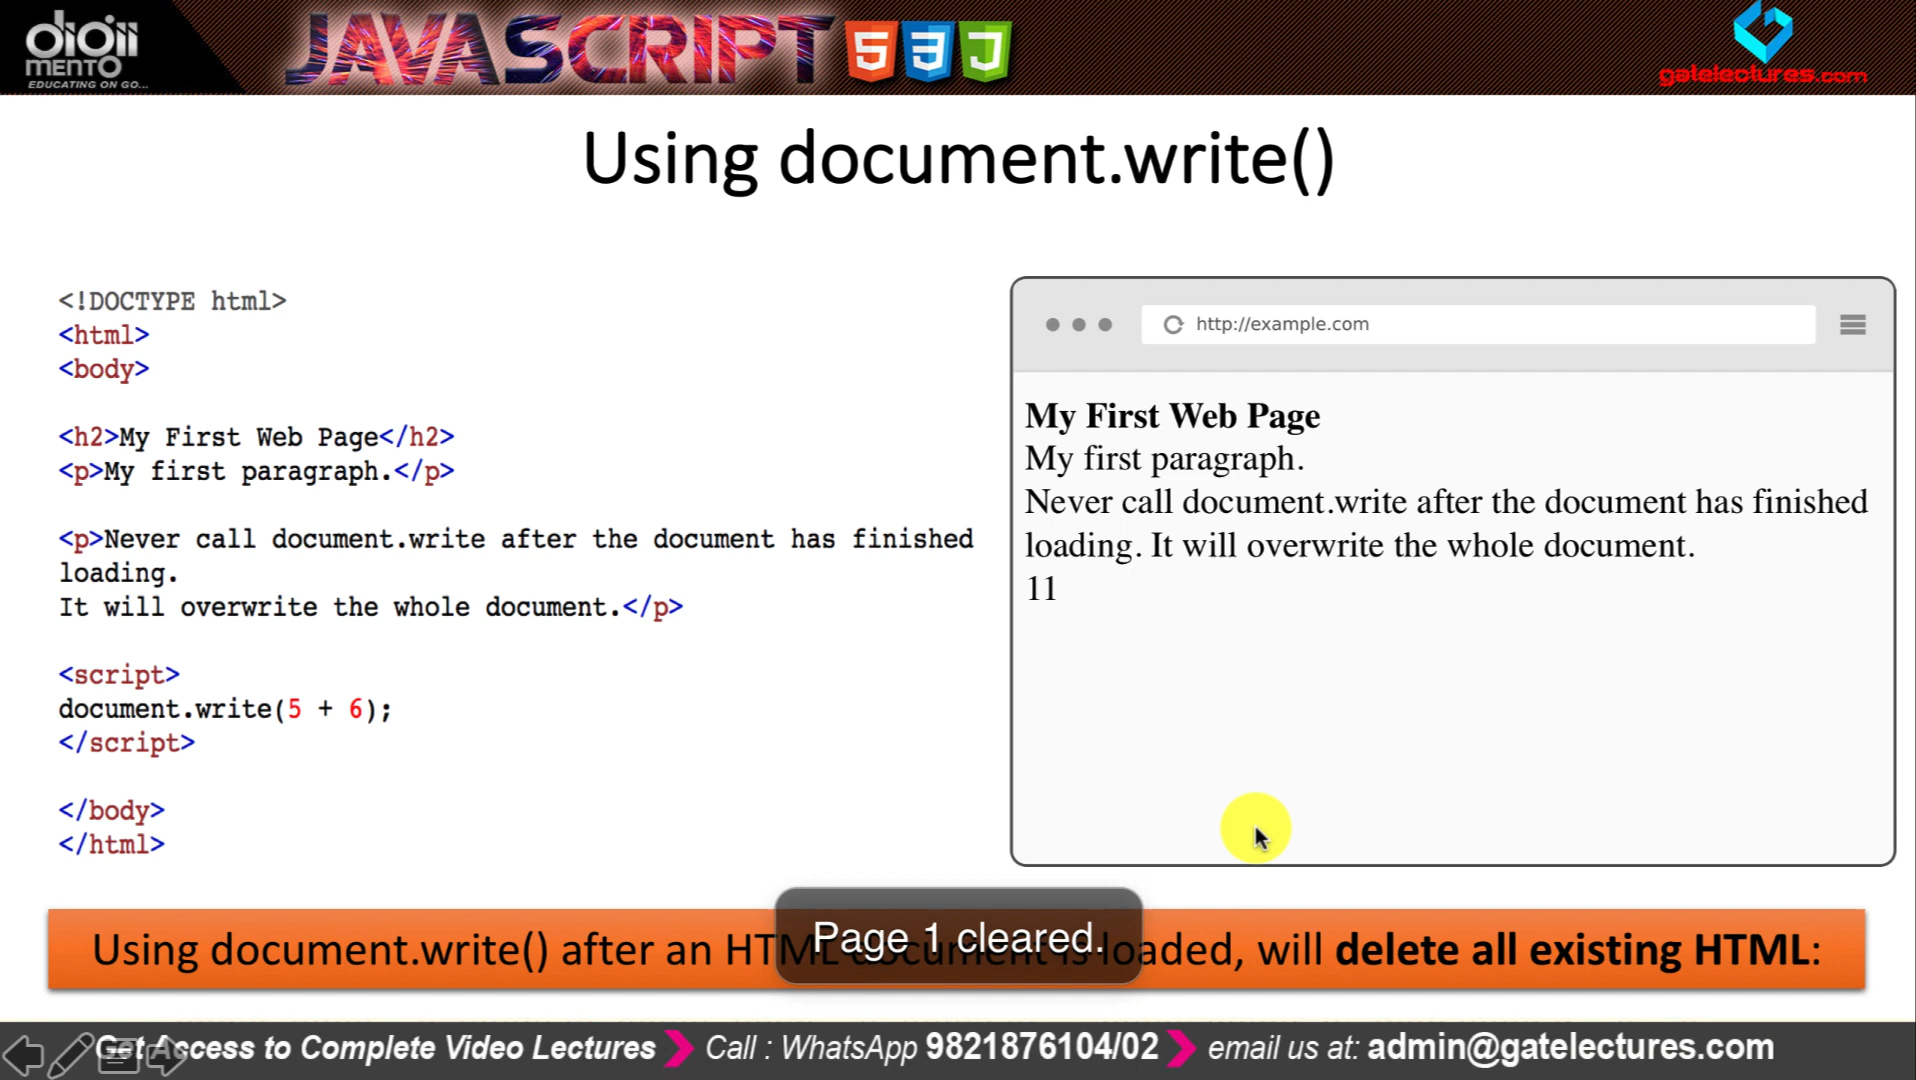 digii
MENTO
EDUCATING ON GO...
JAVASCRIPT
5 3 J
gatelectures.com
Using document.write()
<!DOCTYPE html>
<html>
<body>
<h2>My First Web Page</h2>
<p>My first paragraph.</p>
<p>Never call document.write after the document has finished
loading.
It will overwrite the whole document.</p>
<script>
document.write(5 + 6);
</script>
</body>
</html>
http://example.com
My First Web Page
My first paragraph.
Never call document.write after the document has finished
loading. It will overwrite the whole document.
11
Using document.write() after an HTML document is loaded, will delete all existing HTML:
Page 1 cleared.
Get Access to Complete Video Lectures Call : WhatsApp 9821876104/02 email us at: admin@gatelectures.com